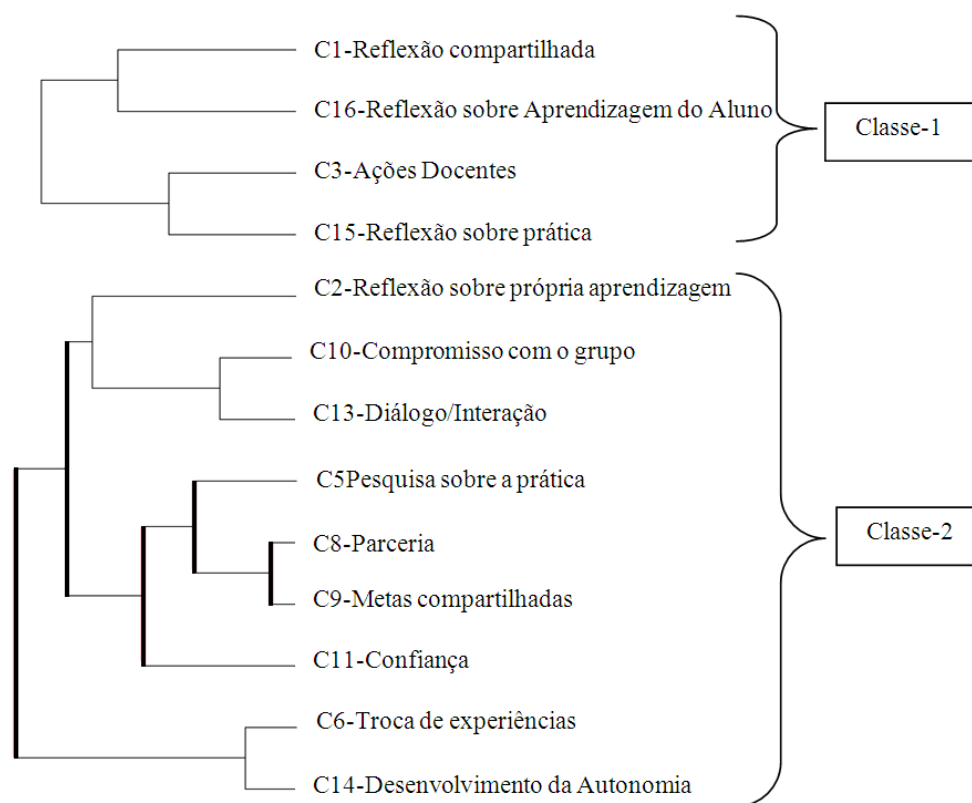 C1-Reflexão compartilhada
C16-Reflexão sobre Aprendizagem do Aluno
Classe-1
C3-Ações Docentes
C15-Reflexão sobre prática
C2-Reflexão sobre própria aprendizagem
C10-Compromisso com o grupo
C13-Diálogo/Interação
C5Pesquisa sobre a prática
Classe-2
C8-Parceria
C9-Metas compartilhadas
C11-Confiança
C6-Troca de experiências
C14-Desenvolvimento da Autonomia